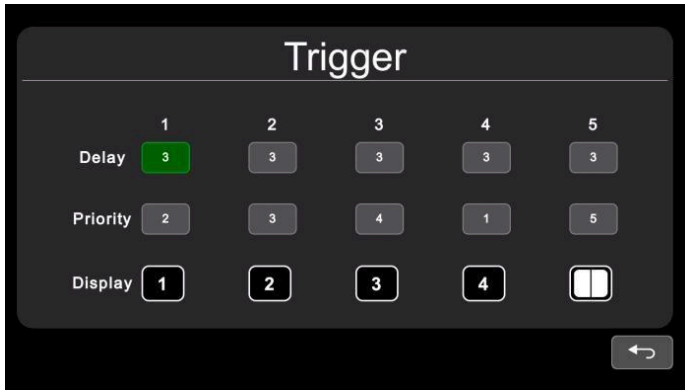 Trigger
1 2 3 4 5
Delay 3 3 3 3 3
Priority 2 3 4 1 5
Display 1 2 3 4